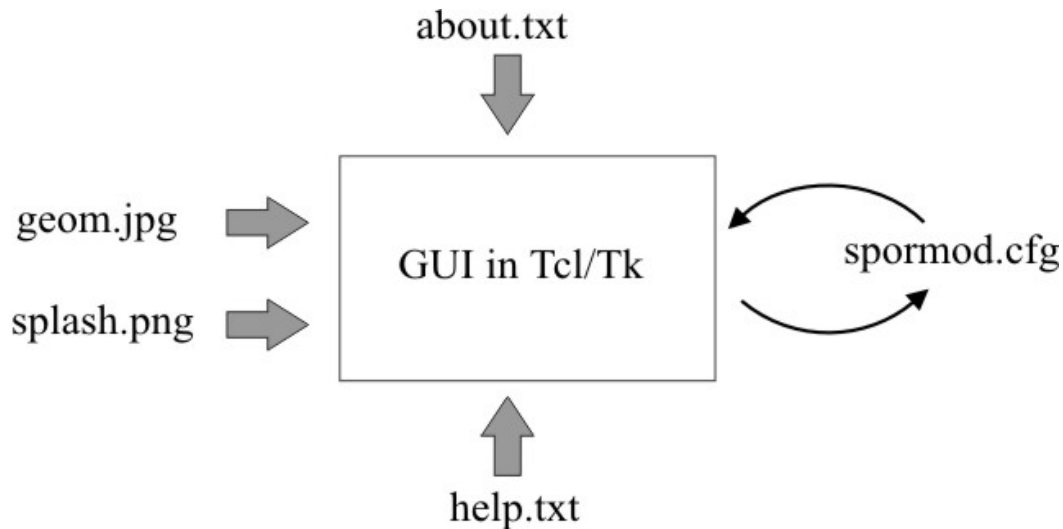 about.txt
geom.jpg
GUI in Tcl/Tk
spormod.cfg
splash.png
help.txt